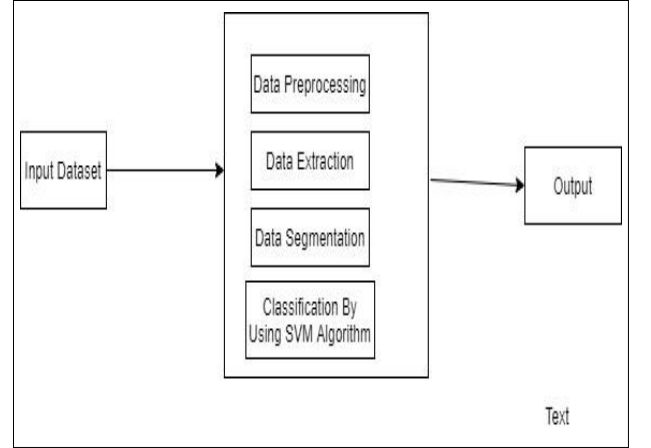 Input Dataset
Data Preprocessing
Data Extraction
Data Segmentation
Classification By
Using SVM Algorithm
Output
Text